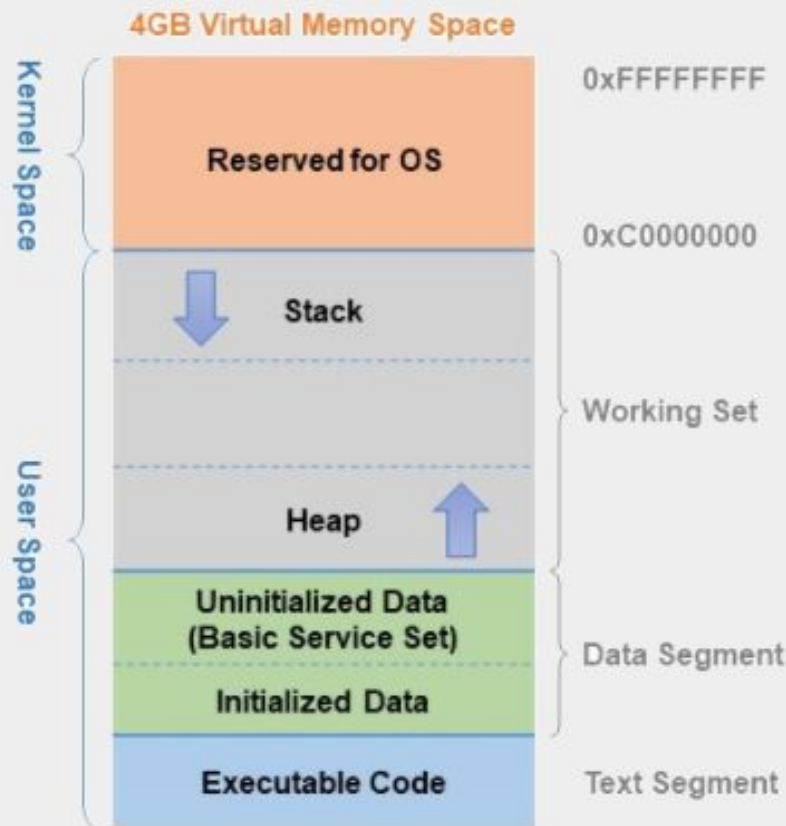 4GB Virtual Memory Space
Kernel Space
0xFFFFFFFF
Reserved for OS
0xC0000000
User Space
Stack
Working Set
Heap
Uninitialized Data
(Basic Service Set)
Data Segment
Initialized Data
Executable Code
Text Segment